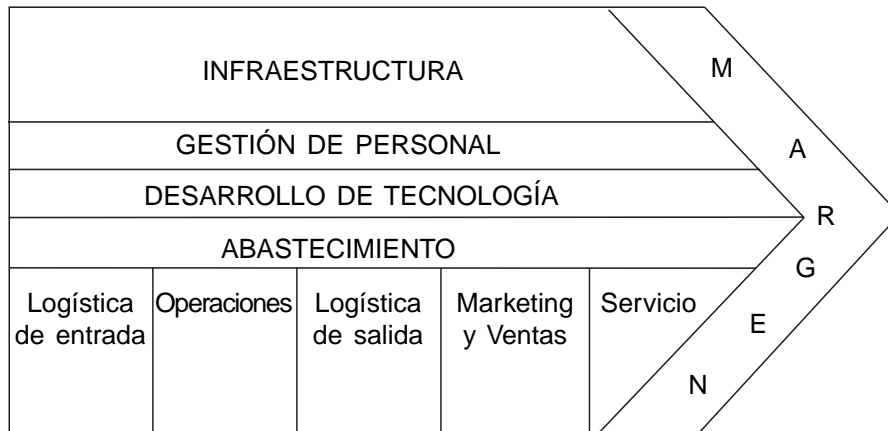 INFRAESTRUCTURA
GESTIÓN DE PERSONAL
DESARROLLO DE TECNOLOGÍA
ABASTECIMIENTO
Logística
de entrada
Operaciones
Logística
de salida
Marketing
y Ventas
Servicio
M
A
R
G
E
N